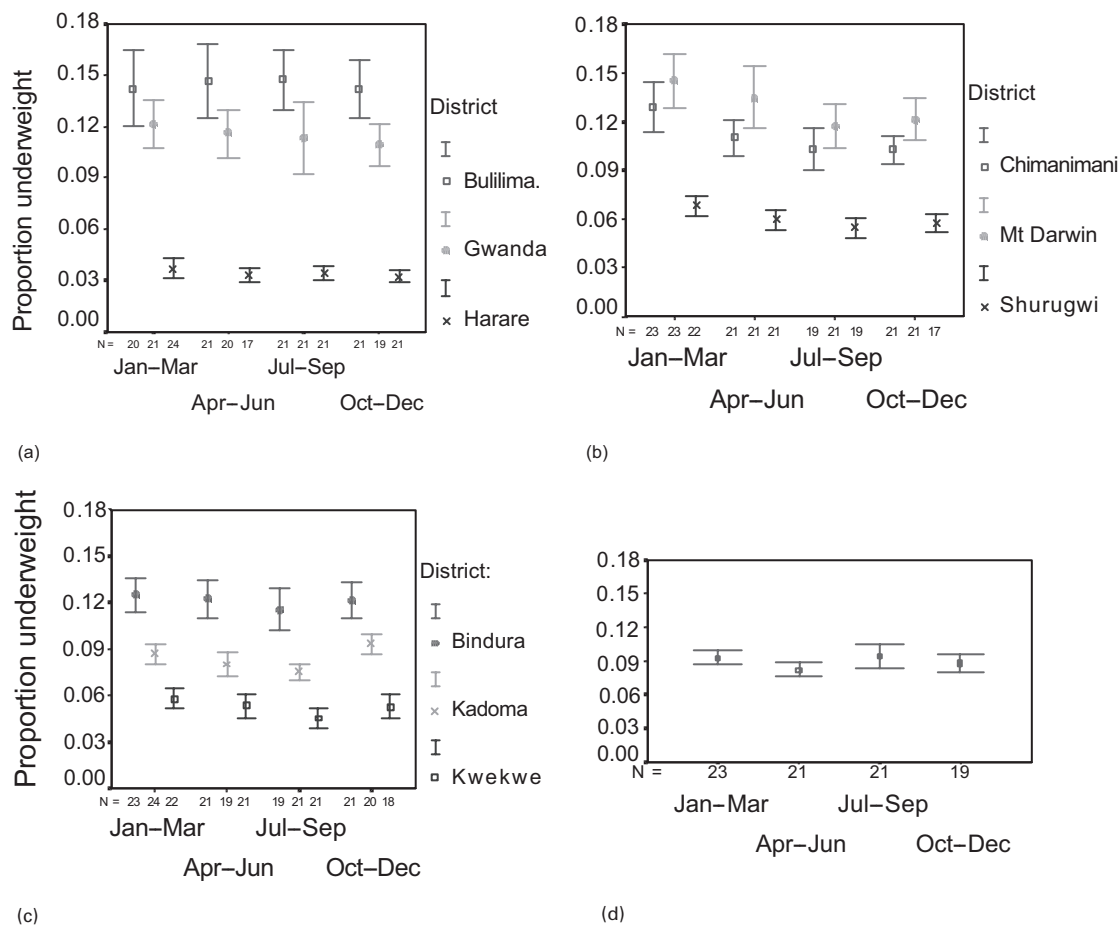 0.18
0.15
0.12
0.09
0.06
0.03
0.00
Proportion underweight
District
Bulilima.
Gwanda
Harare
N = 20 21 24 21 20 17 21 21 21 21 19 21
Jan–Mar Jul–Sep
Apr–Jun Oct–Dec
(a)
0.18
0.15
0.12
0.09
0.06
0.03
0.00
District
Chimanimani
Mt Darwin
Shurugwi
N = 23 23 22 21 21 21 19 21 19 21 21 17
Jan–Mar Jul–Sep
Apr–Jun Oct–Dec
(b)
0.18
0.15
0.12
0.09
0.06
0.03
0.00
Proportion underweight
District:
Bindura
Kadoma
Kwekwe
N = 23 24 22 21 19 21 19 21 21 21 20 18
Jan–Mar Jul–Sep
Apr–Jun Oct–Dec
(c)
0.18
0.15
0.12
0.09
0.06
0.03
0.00
N = 23 21 21 19
Jan–Mar Jul–Sep
Apr–Jun Oct–Dec
(d)